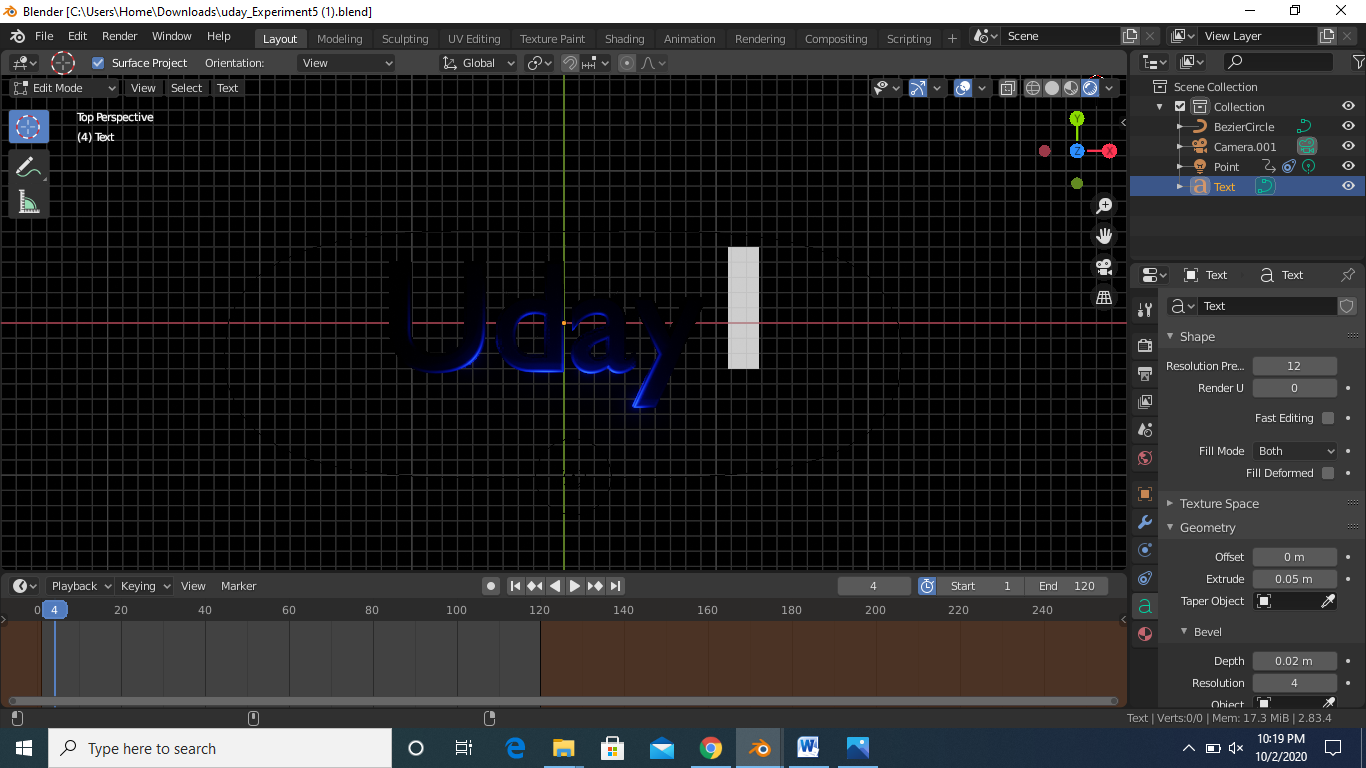 Blender [C:\Users\Home\Downloads\uday_Experiment5 (1).blend]
File Edit Render Window Help Layout Modeling Sculpting UV Editing Texture Paint Shading Animation Rendering Compositing Scripting + Scene View Layer
Surface Project Orientation: View Global
Edit Mode View Select Text
Top Perspective
(4) Text
Y
Z X
Uday
Scene Collection
Collection
BezierCircle
Camera.001
Point
Text
Text Text
Text
Shape
Resolution Pre... 12
Render U 0
Fast Editing
Fill Mode Both
Fill Deformed
Texture Space
Geometry
Offset 0 m
Extrude 0.05 m
Taper Object
Bevel
Depth 0.02 m
Resolution 4
Object
Playback Keying View Marker 4 Start 1 End 120
0 4 20 40 60 80 100 120 140 160 180 200 220 240
Text | Verts:0/0 | Mem: 17.3 MiB | 2.83.4
Type here to search
10:19 PM
10/2/2020